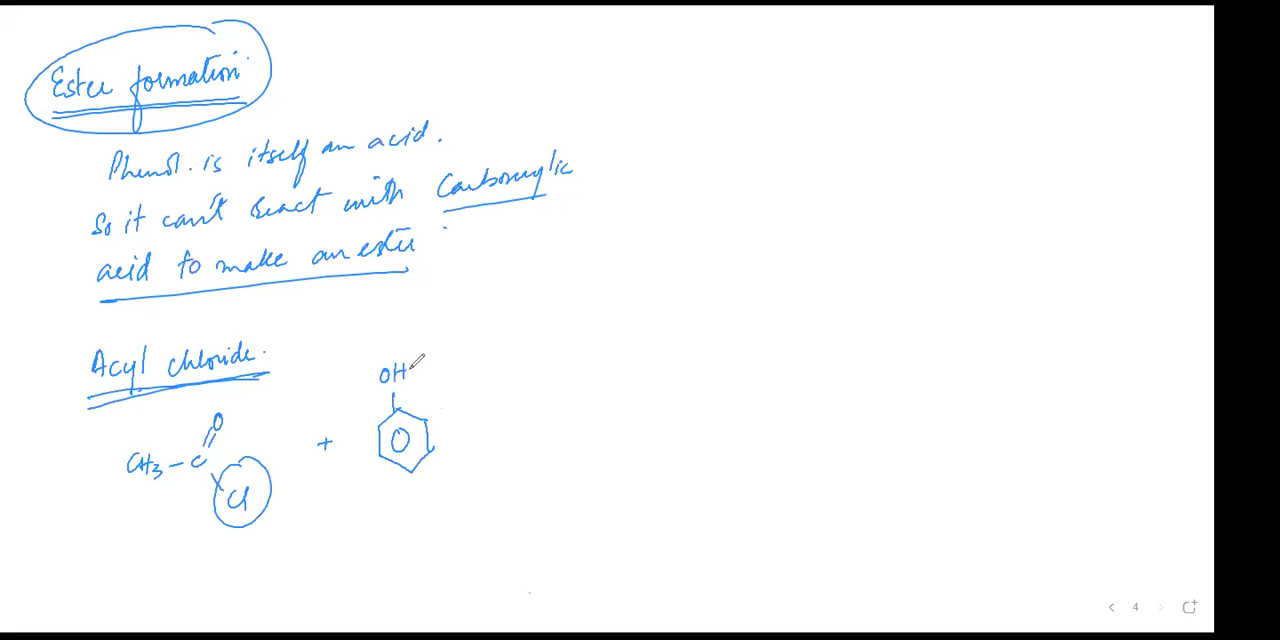 Ester formation.
Phenol. is itself an acid.
So it can't react with Carboxylic
acid to make an ester
Acyl chloride.
OH
O
CH3 - C
+
Cl
4